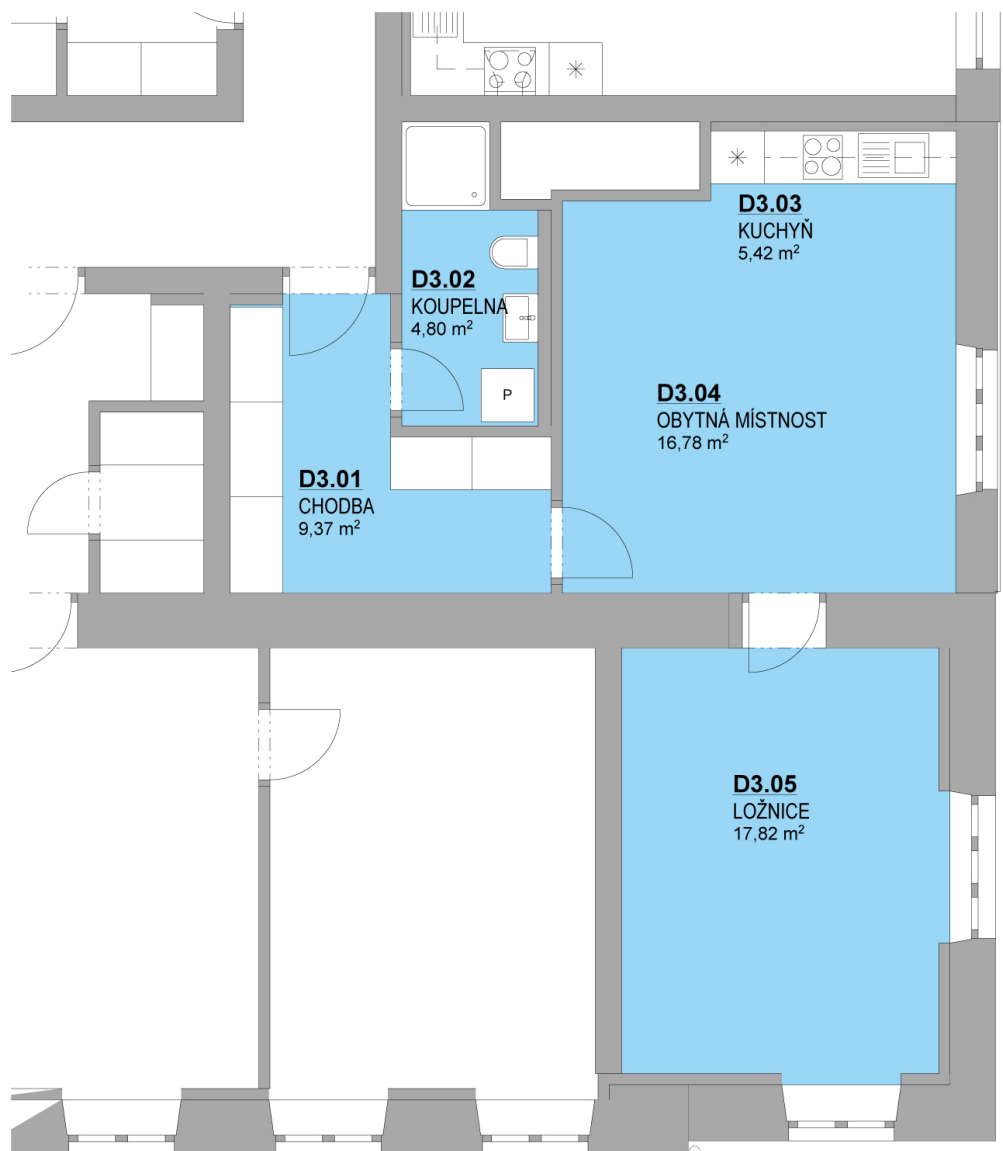 D3.03
KUCHYŇ
5,42 m²
D3.02
KOUPELNA
4,80 m²
P
D3.04
OBYTNÁ MÍSTNOST
16,78 m²
D3.01
CHODBA
9,37 m²
D3.05
LOŽNICE
17,82 m²